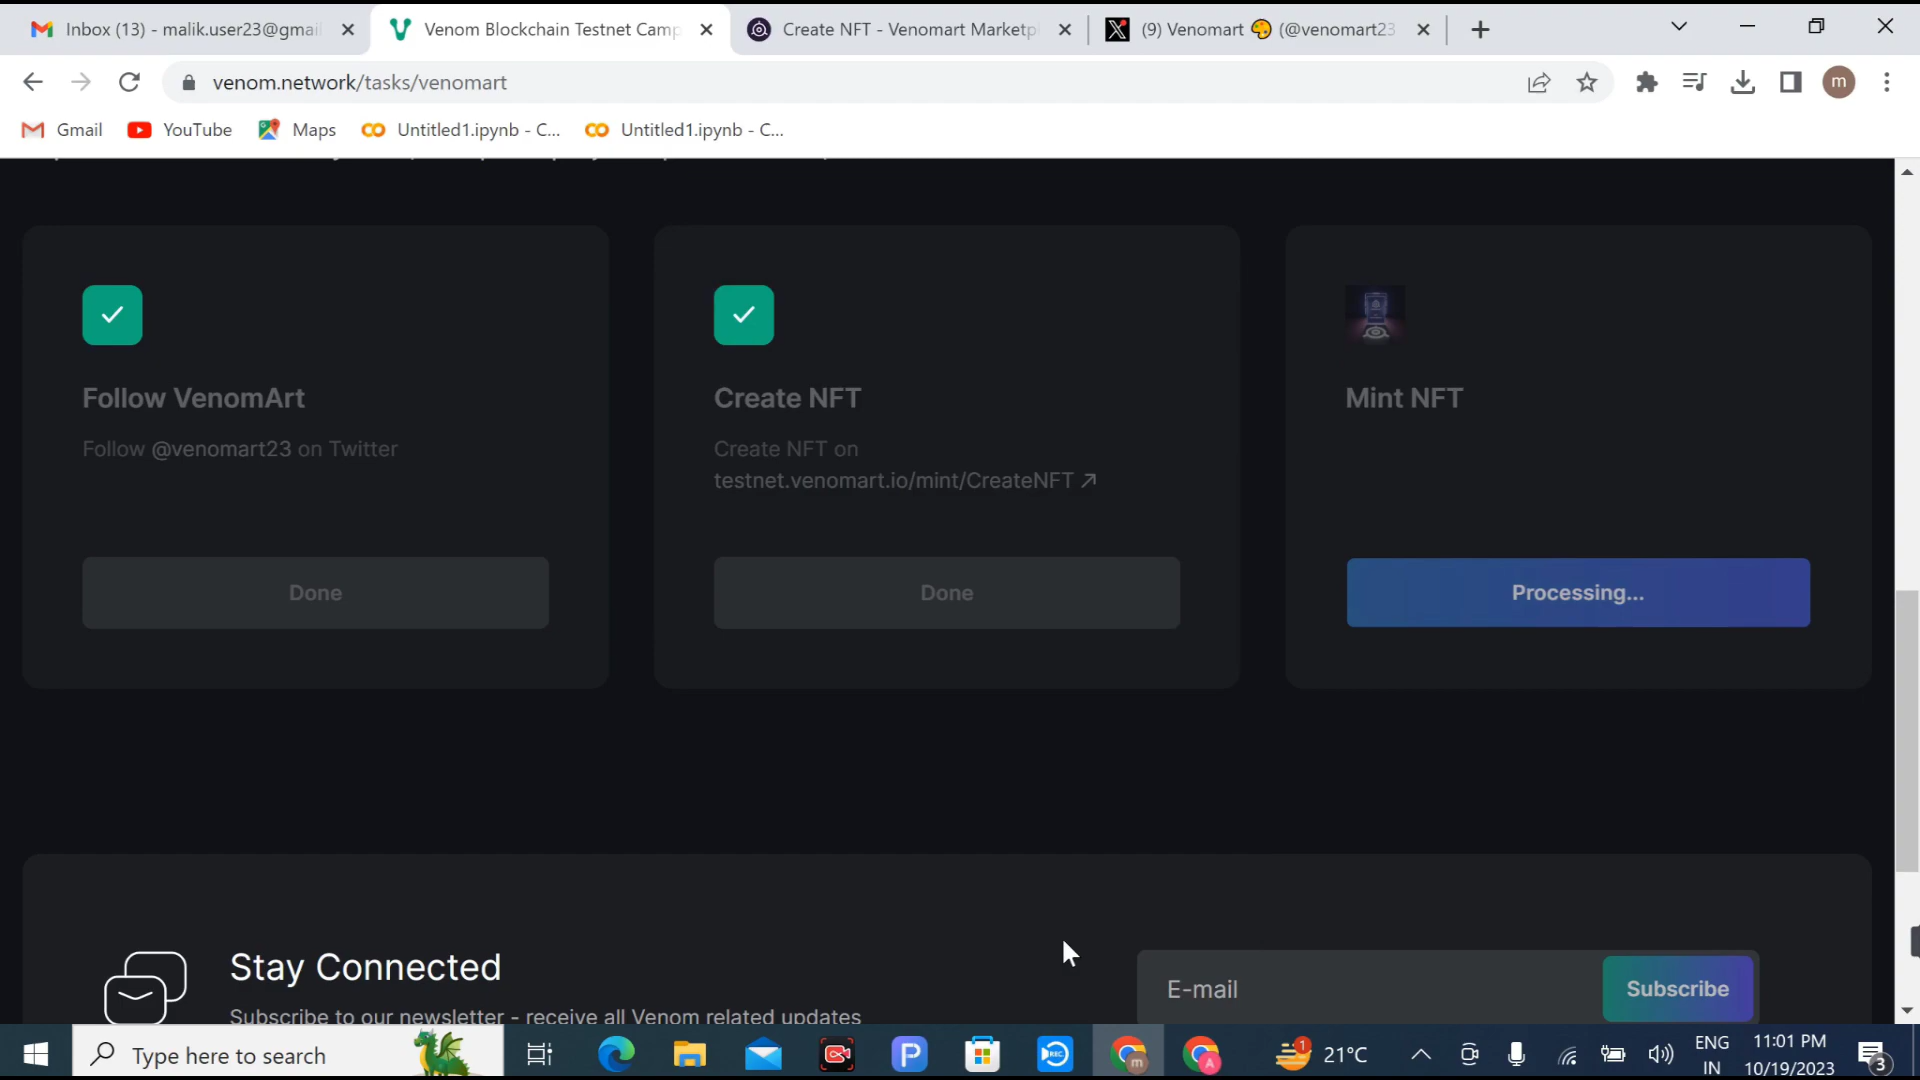 Inbox (13) - malik.user23@gmail
Venom Blockchain Testnet Camp
Create NFT - Venomart Marketpl
(9) Venomart 🎨 (@venomart23
venom.network/tasks/venomart
m
Gmail
YouTube
Maps
Untitled1.ipynb - C...
Untitled1.ipynb - C...
Follow VenomArt
Follow @venomart23 on Twitter
Done
Create NFT
Create NFT on
testnet.venomart.io/mint/CreateNFT ↗
Done
Mint NFT
Processing...
Stay Connected
Subscribe to our newsletter - receive all Venom related updates
E-mail
Subscribe
Type here to search
21°C
ENG
IN
11:01 PM
10/19/2023
3